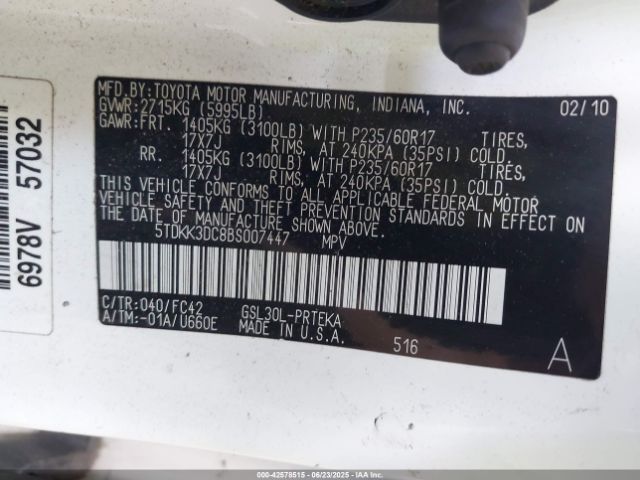 MFD.BY:TOYOTA MOTOR MANUFACTURING, INDIANA, INC. 02/10
GVWR:2715KG (5995LB)
GAWR:FRT. 1405KG (3100LB) WITH P235/60R17 TIRES,
17X7J RIMS, AT 240KPA (35PSI) COLD.
RR. 1405KG (3100LB) WITH P235/60R17 TIRES,
17X7J RIMS, AT 240KPA (35PSI) COLD.
THIS VEHICLE CONFORMS TO ALL APPLICABLE FEDERAL MOTOR
VEHICLE SAFETY AND THEFT PREVENTION STANDARDS IN EFFECT ON
THE DATE OF MANUFACTURE SHOWN ABOVE.
5TDKK3DC8BS007447 MPV
C/TR:040/FC42 GSL30L-PRTEKA
A/TM:-01A/U660E MADE IN U.S.A.
516 A
6978V 57032
000-42578515 - 06/23/2025 - IAAI.COM